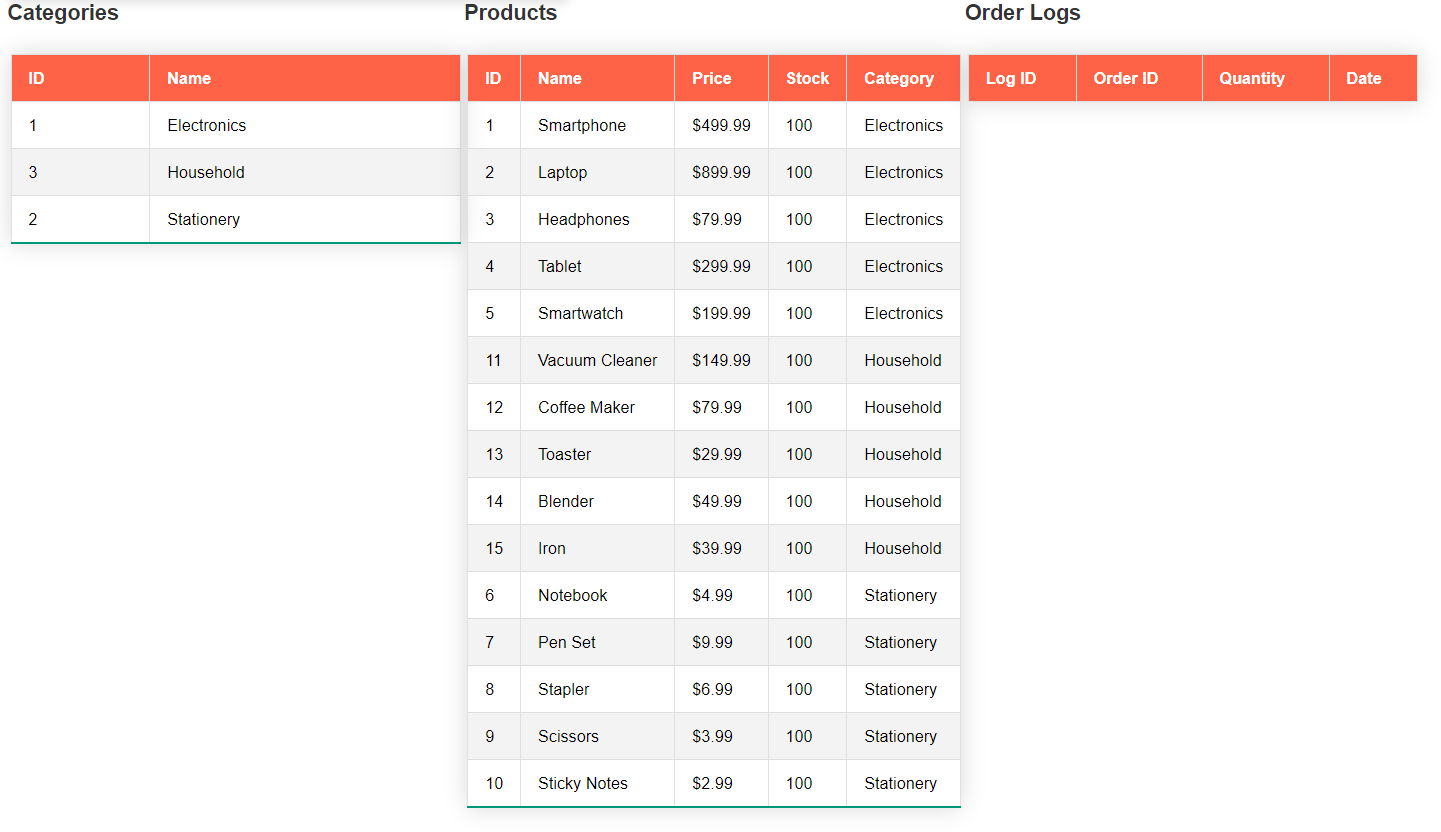 Categories
ID Name
1 Electronics
3 Household
2 Stationery
Products
ID Name Price Stock Category
1 Smartphone $499.99 100 Electronics
2 Laptop $899.99 100 Electronics
3 Headphones $79.99 100 Electronics
4 Tablet $299.99 100 Electronics
5 Smartwatch $199.99 100 Electronics
11 Vacuum Cleaner $149.99 100 Household
12 Coffee Maker $79.99 100 Household
13 Toaster $29.99 100 Household
14 Blender $49.99 100 Household
15 Iron $39.99 100 Household
6 Notebook $4.99 100 Stationery
7 Pen Set $9.99 100 Stationery
8 Stapler $6.99 100 Stationery
9 Scissors $3.99 100 Stationery
10 Sticky Notes $2.99 100 Stationery
Order Logs
Log ID Order ID Quantity Date